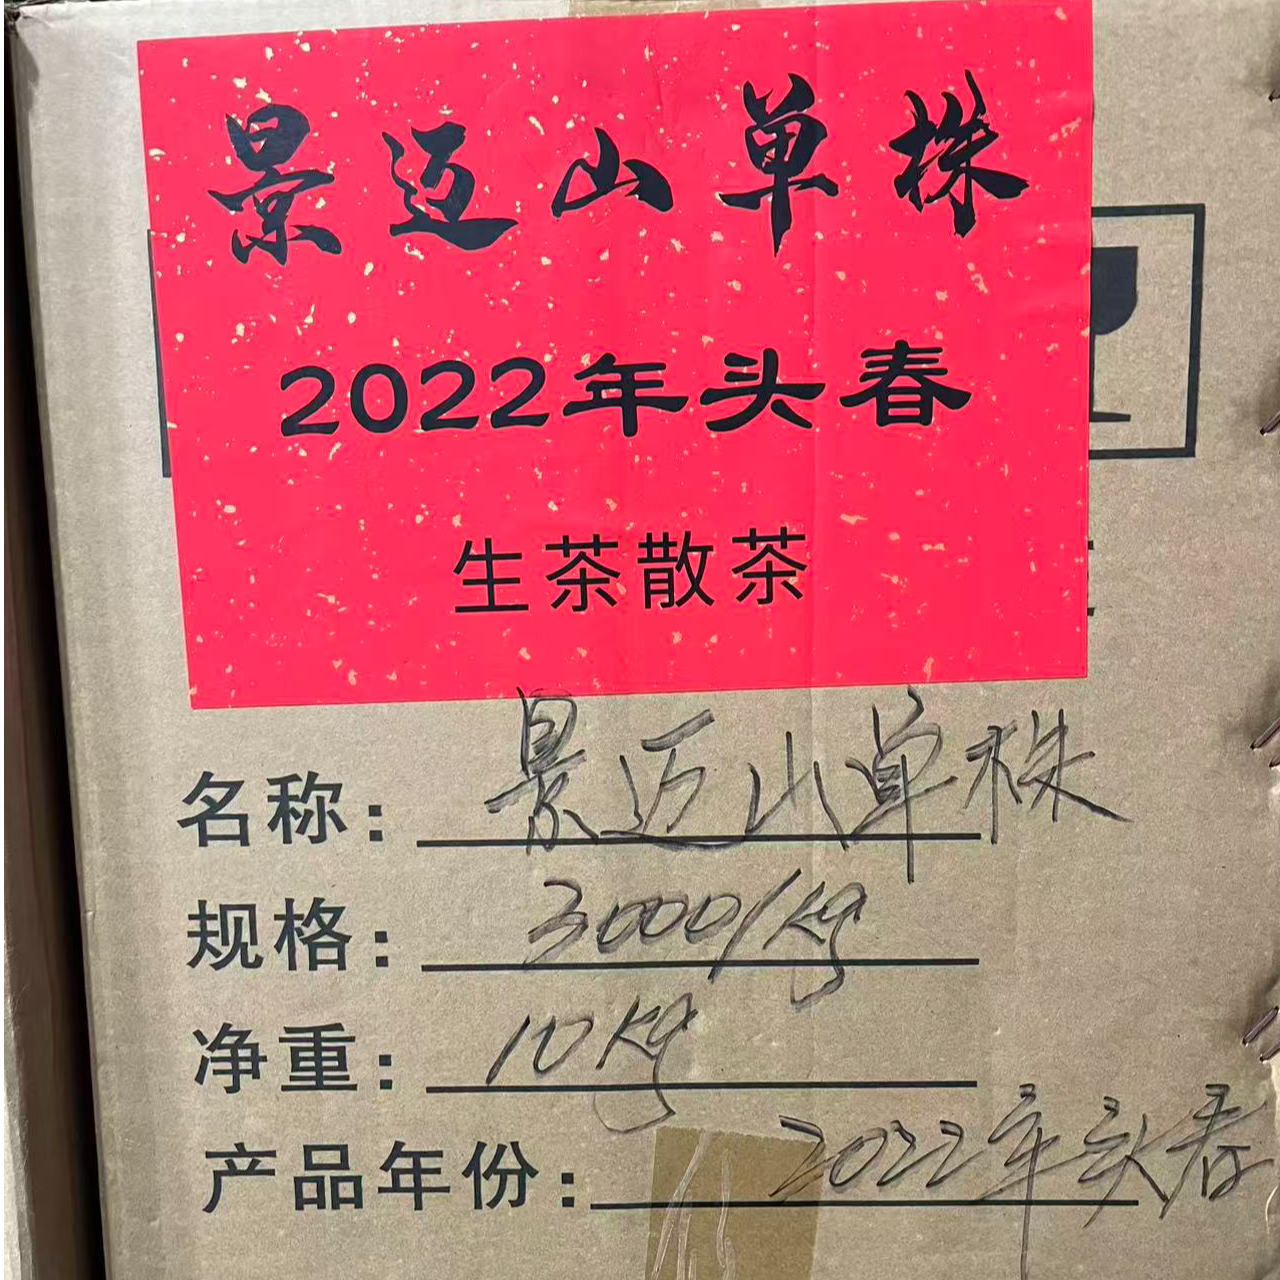 景迈山单株
2022年头春
生茶散茶
名称：景迈山单株
规格：3000/kg
净重：10kg
产品年份：2022年头春